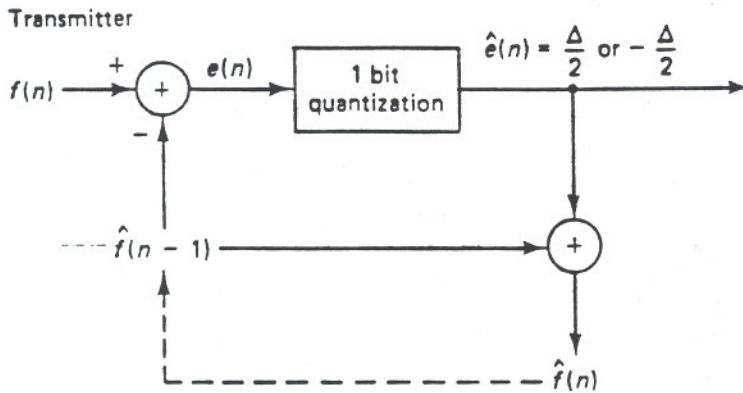 Transmitter
ê(n) = Δ/2 or − Δ/2
+
e(n)
1 bit
quantization
f(n)
+
−
f̂(n − 1)
+
f̂(n)